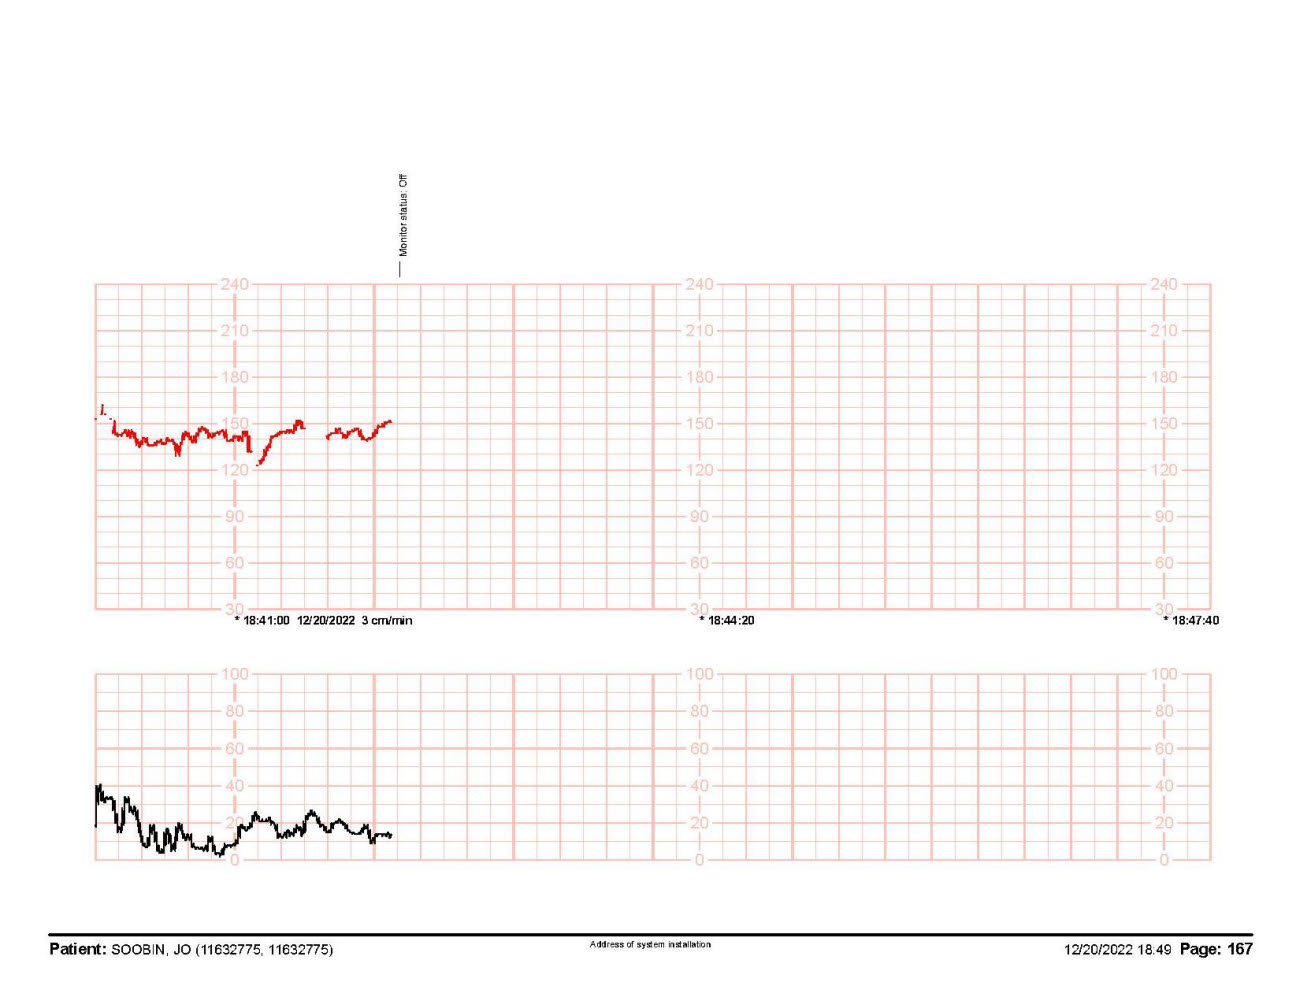 Monitor status: Off
240 240 240
210 210 210
180 180 180
150 150 150
120 120 120
90 90 90
60 60 60
30 30 30
* 18:41:00 12/20/2022 3 cm/min * 18:44:20 * 18:47:40
100 100 100
80 80 80
60 60 60
40 40 40
20 20 20
0 0 0
Patient: SOOBIN, JO (11632775, 11632775) Address of system installation 12/20/2022 18:49 Page: 167